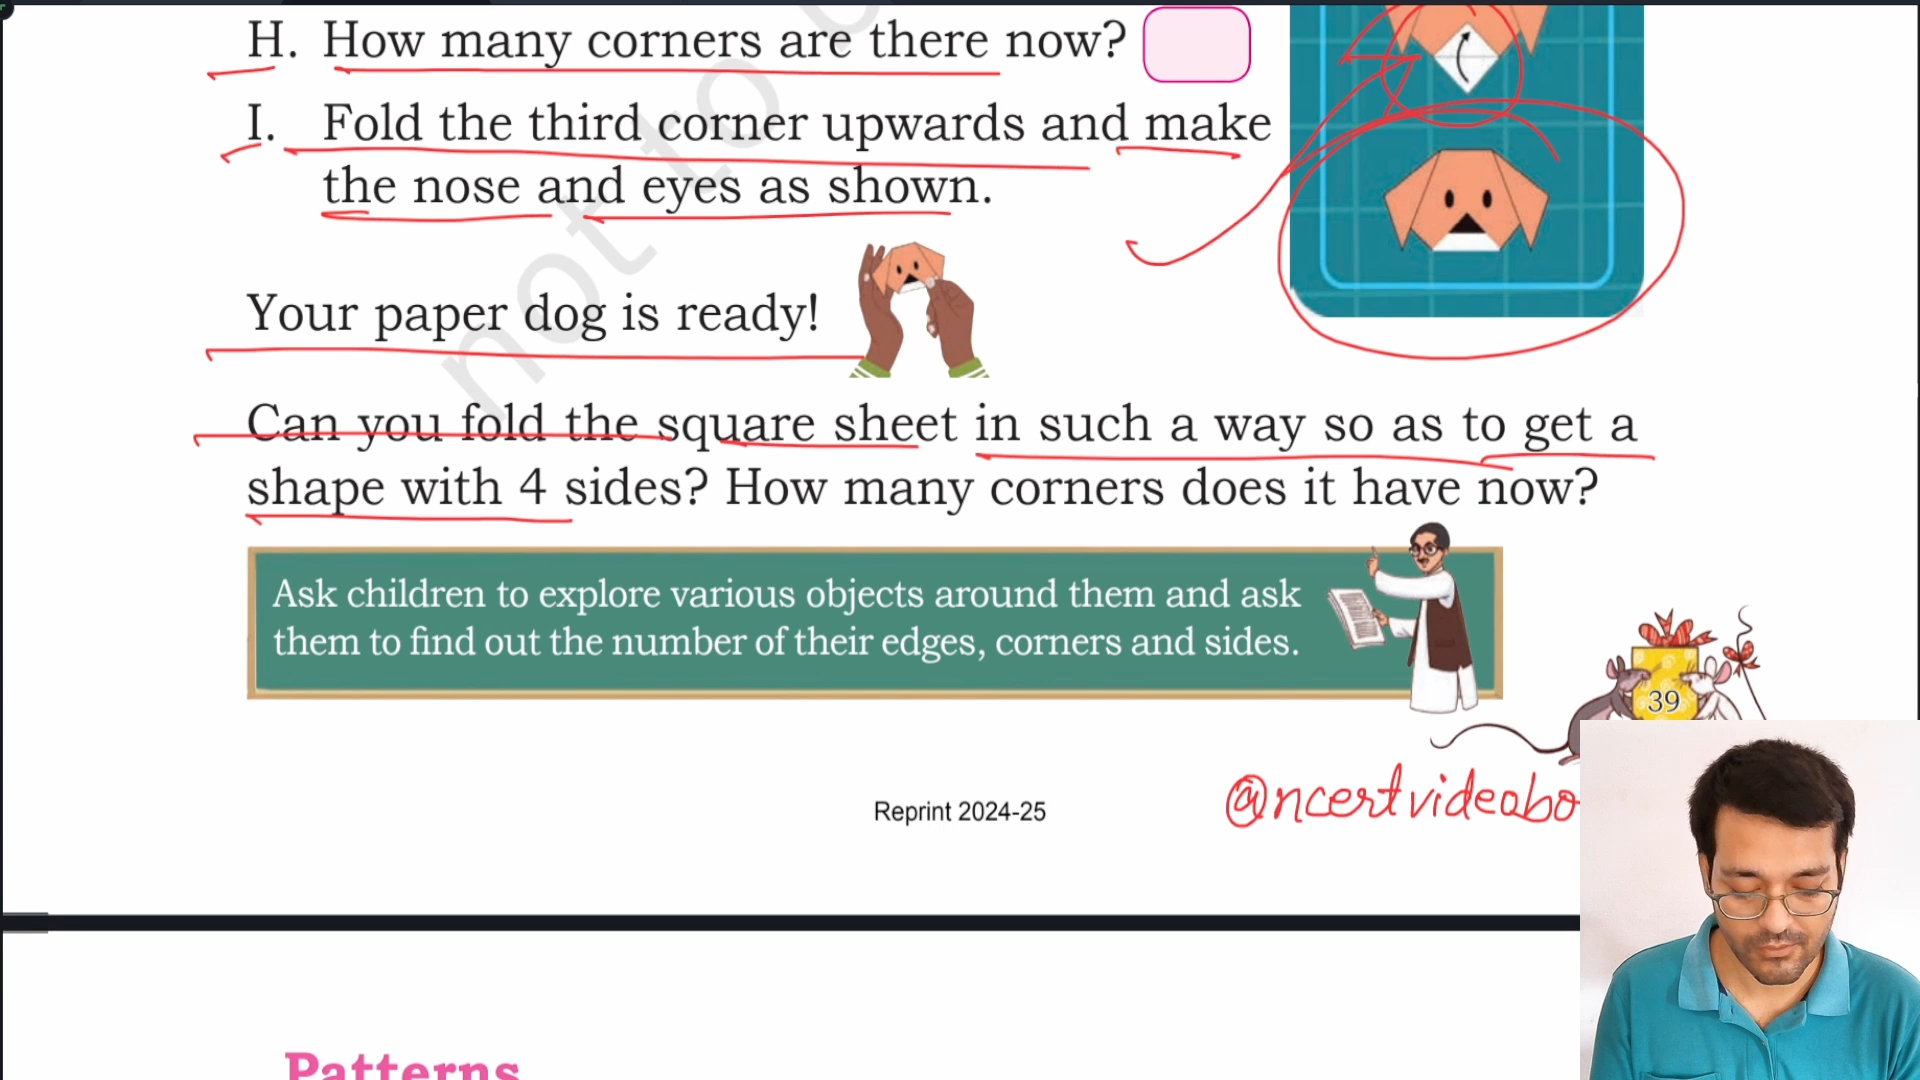 H. How many corners are there now?
I. Fold the third corner upwards and make
the nose and eyes as shown.
Your paper dog is ready!
Can you fold the square sheet in such a way so as to get a
shape with 4 sides? How many corners does it have now?
Ask children to explore various objects around them and ask
them to find out the number of their edges, corners and sides.
39
@ncertvideobo
Reprint 2024-25
Patterns
not to